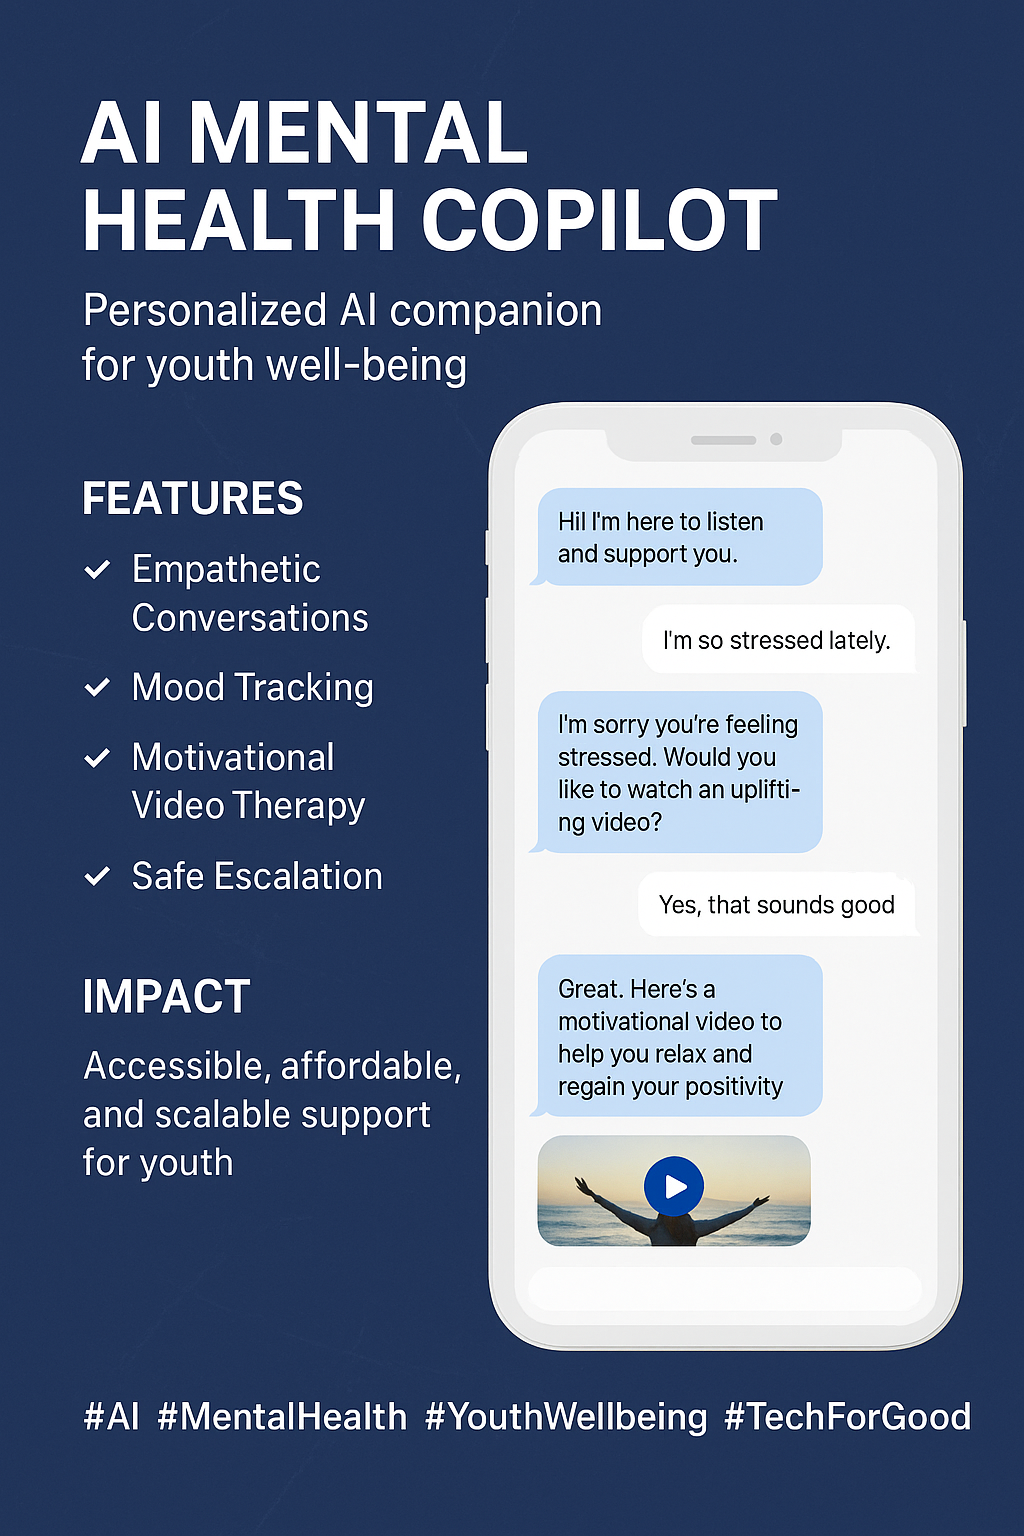 AI MENTAL
HEALTH COPILOT
Personalized AI companion
for youth well-being
FEATURES
Empathetic
Conversations
Mood Tracking
Motivational
Video Therapy
Safe Escalation
IMPACT
Accessible, affordable,
and scalable support
for youth
Hil I'm here to listen
and support you.
I'm so stressed lately.
I'm sorry you're feeling
stressed. Would you
like to watch an uplifti-
ng video?
Yes, that sounds good
Great. Here's a
motivational video to
help you relax and
regain your positivity
#AI #MentalHealth #YouthWellbeing #TechForGood